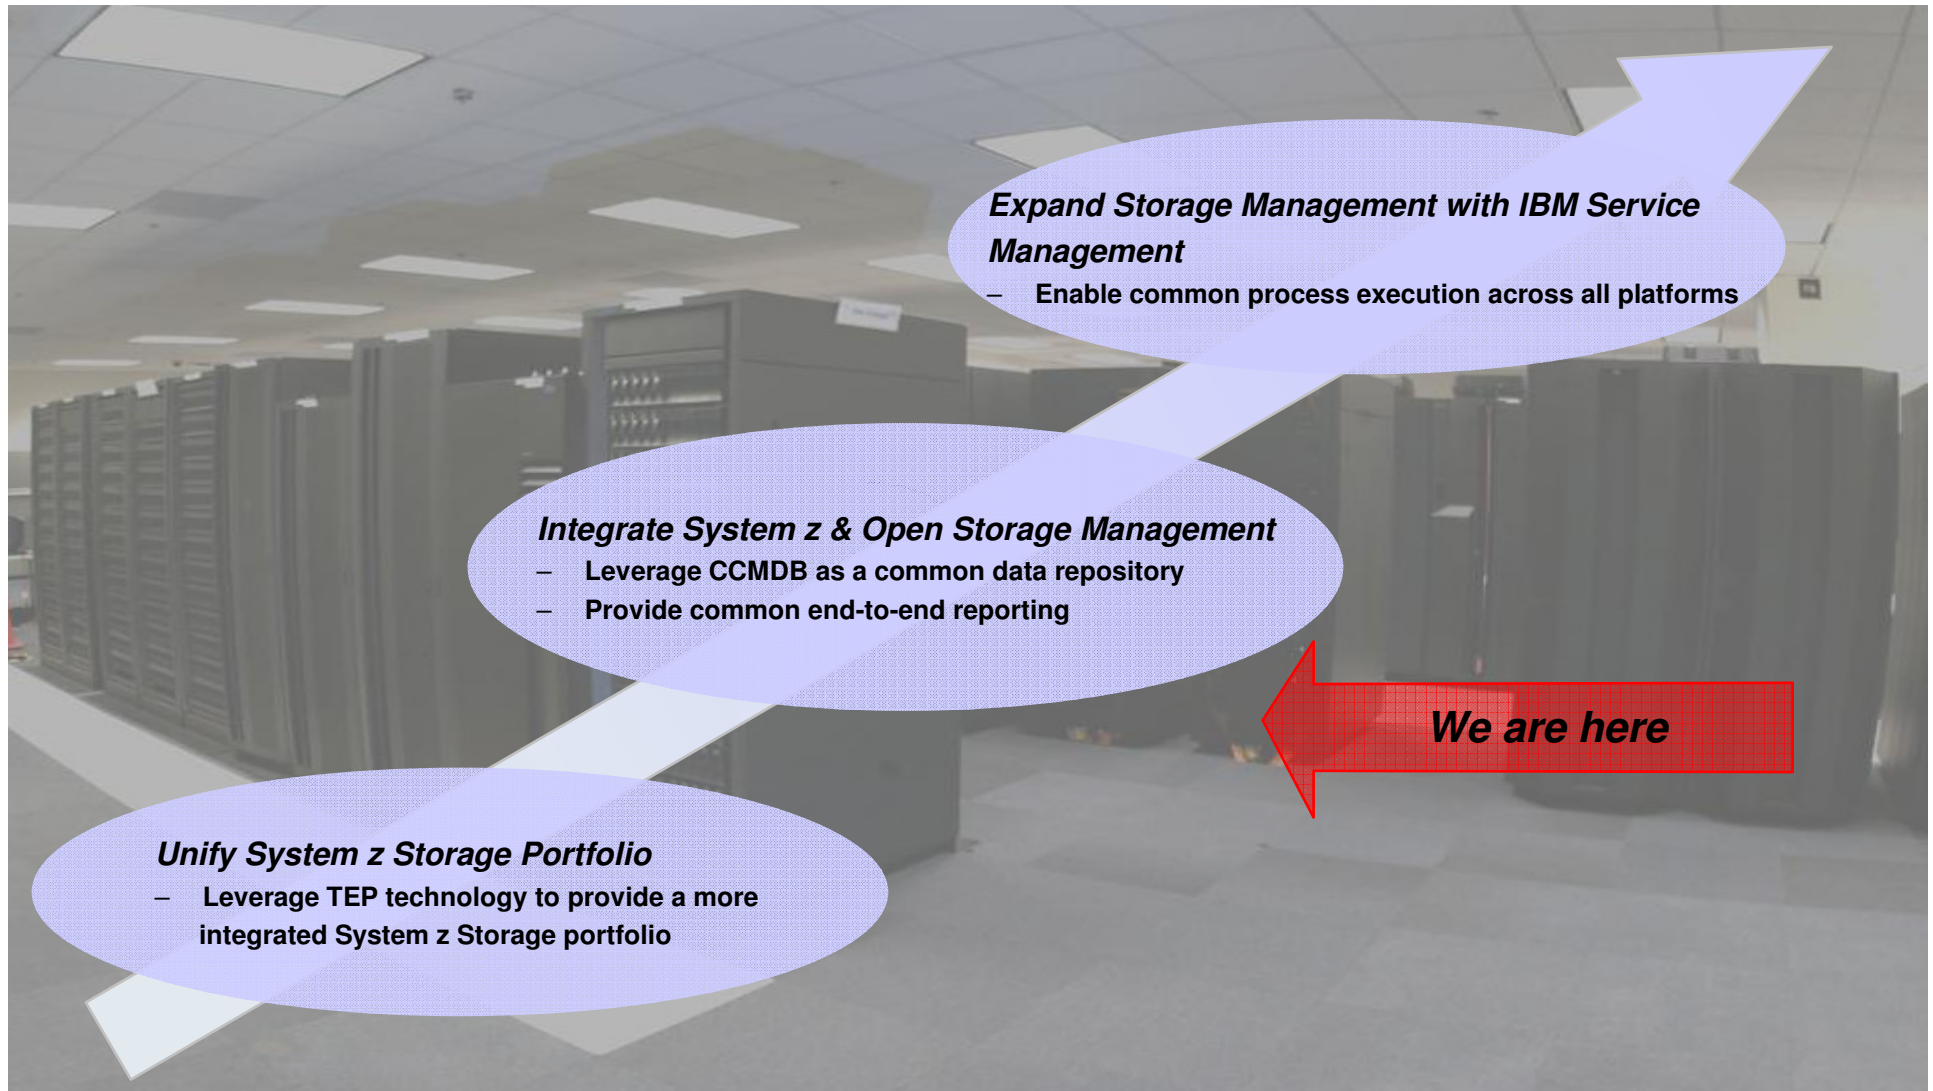 Expand Storage Management with IBM Service
Management
– Enable common process execution across all platforms
Integrate System z & Open Storage Management
– Leverage CCMDB as a common data repository
– Provide common end-to-end reporting
We are here
Unify System z Storage Portfolio
– Leverage TEP technology to provide a more
integrated System z Storage portfolio